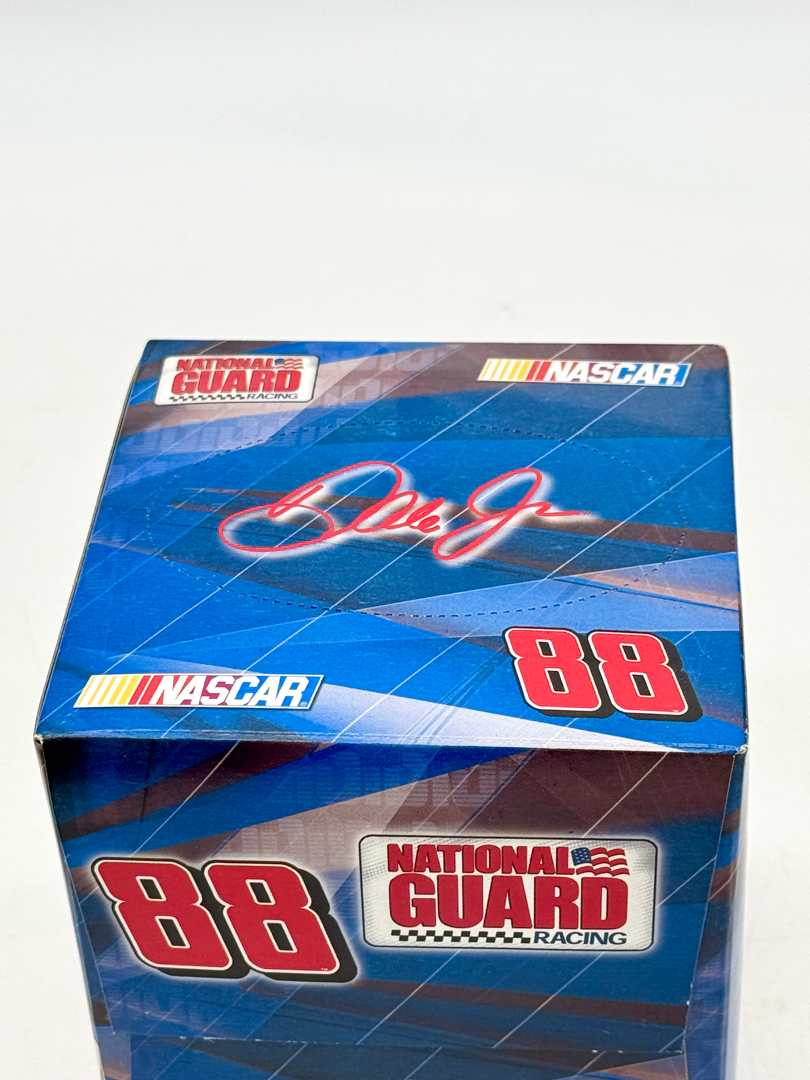 NATIONAL
GUARD
RACING
NASCAR
Dale Jr
88
NASCAR
88
NATIONAL
GUARD
RACING